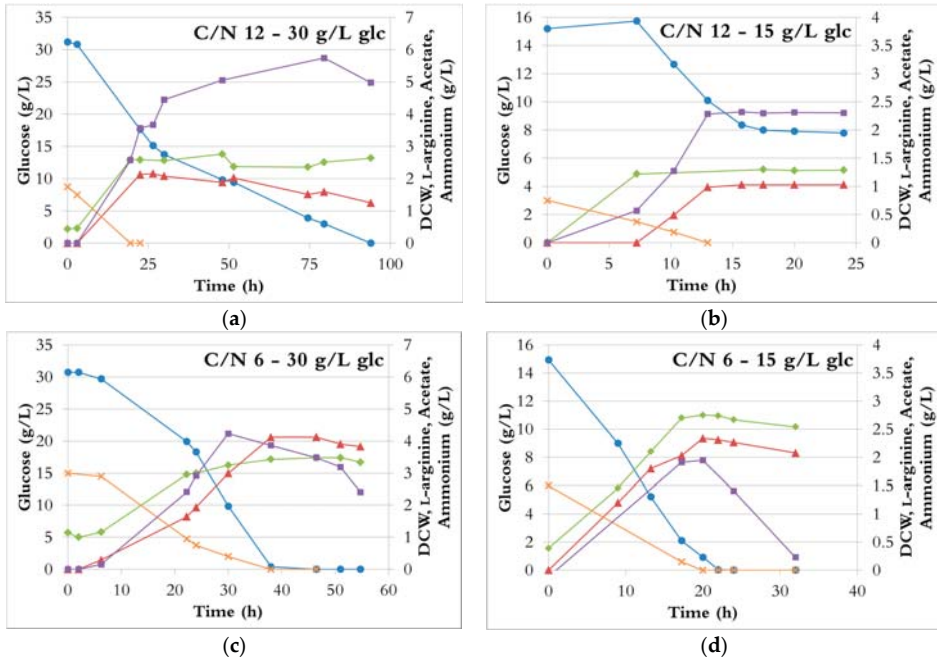 C/N 12 - 30 g/L glc
Glucose (g/L)
35
30
25
20
15
10
5
0
7
6
5
4
3
2
1
0
DCW, L-arginine, Acetate,
Ammonium (g/L)
0 25 50 75 100
Time (h)
(a)
C/N 12 - 15 g/L glc
Glucose (g/L)
16
14
12
10
8
6
4
2
0
4
3.5
3
2.5
2
1.5
1
0.5
0
DCW, L-arginine, Acetate,
Ammonium (g/L)
0 5 10 15 20 25
Time (h)
(b)
C/N 6 - 30 g/L glc
Glucose (g/L)
35
30
25
20
15
10
5
0
7
6
5
4
3
2
1
0
DCW, L-arginine, Acetate,
Ammonium (g/L)
0 10 20 30 40 50 60
Time (h)
(c)
C/N 6 - 15 g/L glc
Glucose (g/L)
16
14
12
10
8
6
4
2
0
4
3.5
3
2.5
2
1.5
1
0.5
0
DCW, L-arginine, Acetate,
Ammonium (g/L)
0 10 20 30 40
Time (h)
(d)